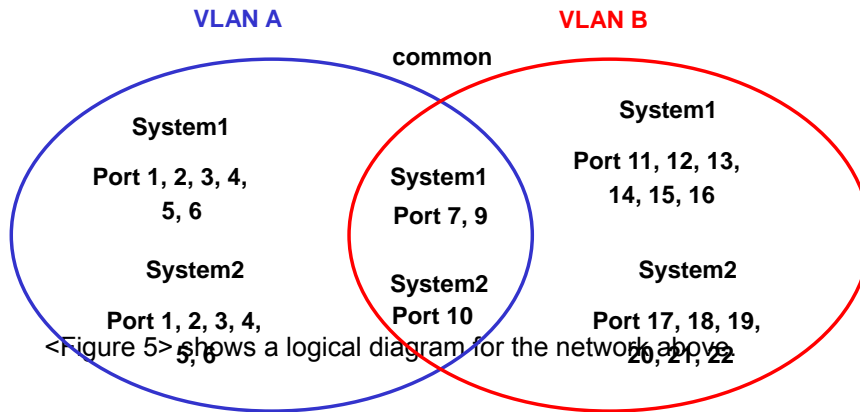 VLAN A
VLAN B
common
System1
Port 1, 2, 3, 4,
5, 6
System2
Port 1, 2, 3, 4,
5, 6
System1
Port 7, 9
System2
Port 10
System1
Port 11, 12, 13,
14, 15, 16
System2
Port 17, 18, 19,
20, 21, 22
<Figure 5> shows a logical diagram for the network above.